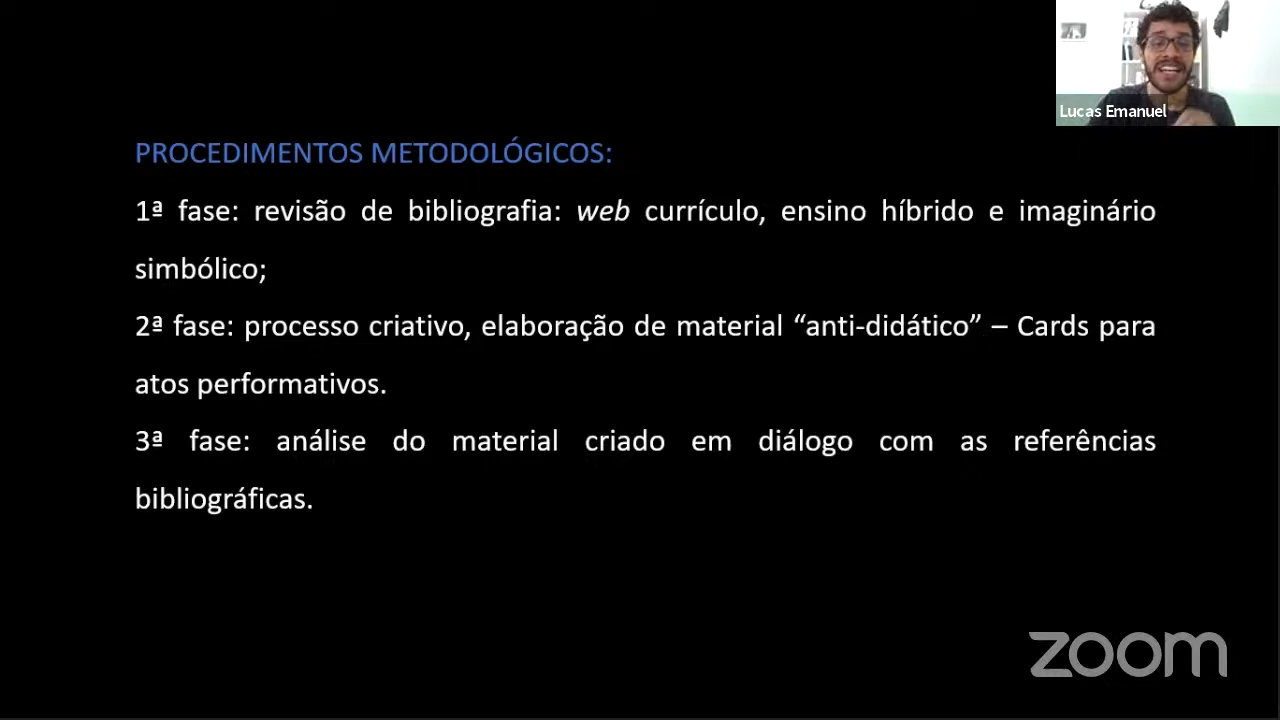 Lucas Emanuel
PROCEDIMENTOS METODOLÓGICOS:
1ª fase: revisão de bibliografia: web currículo, ensino híbrido e imaginário
simbólico;
2ª fase: processo criativo, elaboração de material “anti-didático” – Cards para
atos performativos.
3ª fase: análise do material criado em diálogo com as referências
bibliográficas.
zoom